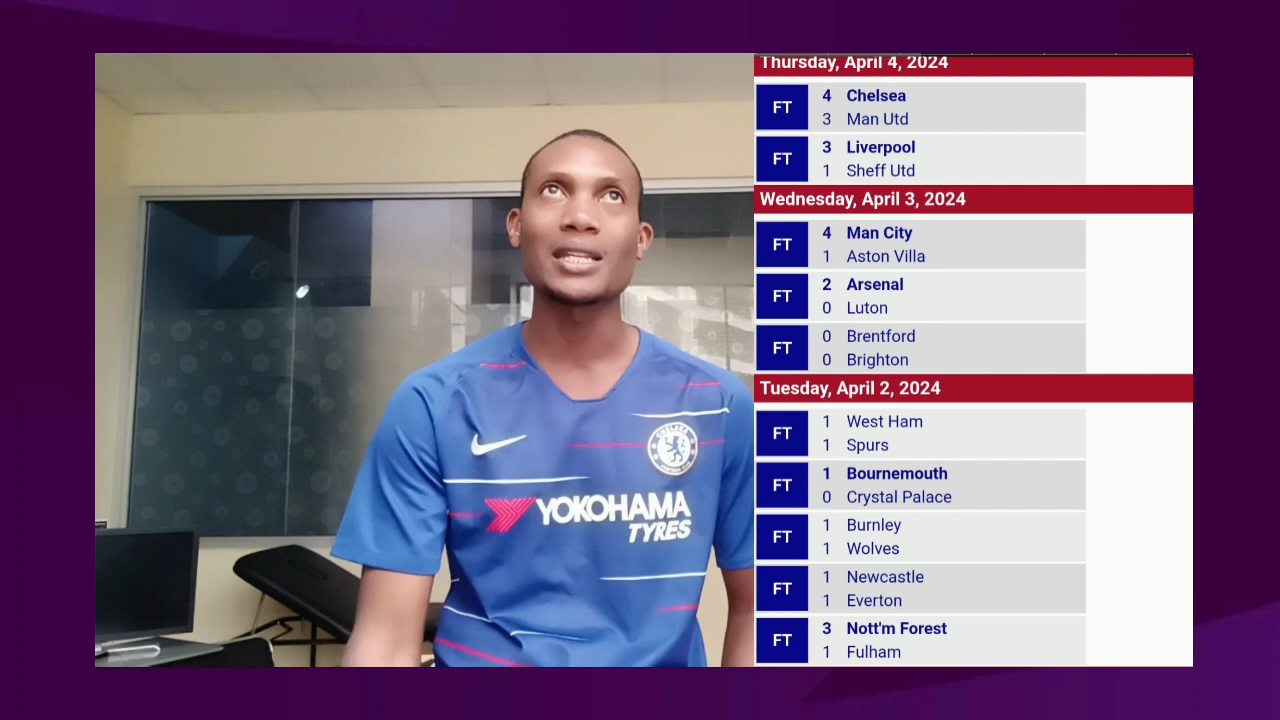 CHELSEA
FOOTBALL CLUB
YOKOHAMA
TYRES
Thursday, April 4, 2024
FT
4 Chelsea
3 Man Utd
FT
3 Liverpool
1 Sheff Utd
Wednesday, April 3, 2024
FT
4 Man City
1 Aston Villa
FT
2 Arsenal
0 Luton
FT
0 Brentford
0 Brighton
Tuesday, April 2, 2024
FT
1 West Ham
1 Spurs
FT
1 Bournemouth
0 Crystal Palace
FT
1 Burnley
1 Wolves
FT
1 Newcastle
1 Everton
FT
3 Nott'm Forest
1 Fulham